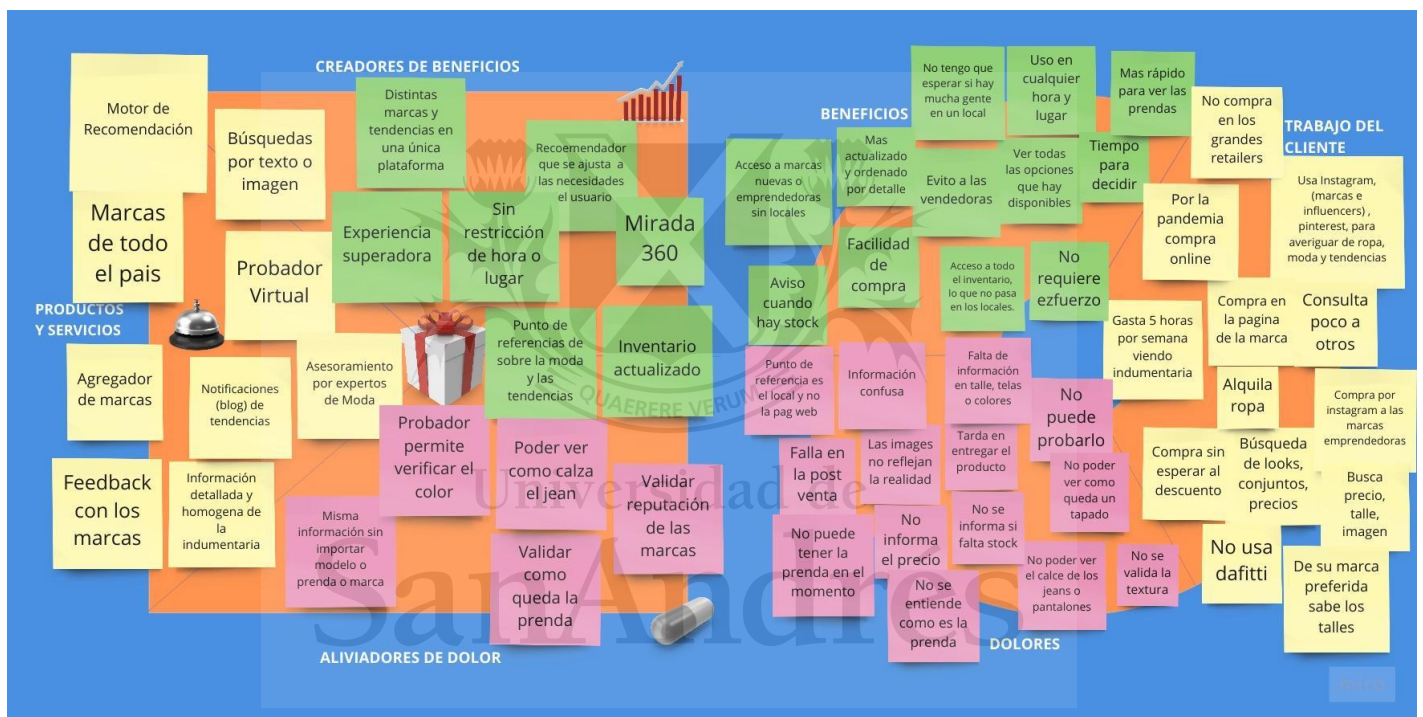 CREADORES DE BENEFICIOS
Motor de
Recomendación
Búsquedas
por texto o
imagen
Marcas
de todo
el pais
Probador
Virtual
PRODUCTOS
Y SERVICIOS
Agregador
de marcas
Notificaciones
(blog) de
tendencias
Asesoramiento
por expertos
de Moda
Feedback
con los
marcas
Información
detallada y
homogena de
la
indumentaria
Distintas
marcas y
tendencias en
una única
plataforma
Recoemendador
que se ajusta a
las necesidades
el usuario
Experiencia
superadora
Sin
restricción
de hora o
lugar
Mirada
360
Punto de
referencias de
sobre la moda
y las
tendencias
Inventario
actualizado
Probador
permite
verificar el
color
Poder ver
como calza
el jean
Validar
reputación
de las
marcas
Misma
información sin
importar
modelo o
prenda o marca
Validar
como
queda la
prenda
ALIVIADORES DE DOLOR
BENEFICIOS
No tengo que
esperar si hay
mucha gente
en un local
Uso en
cualquier
hora y
lugar
Mas rápido
para ver las
prendas
Acceso a marcas
nuevas o
emprendedoras
sin locales
Mas
actualizado
y ordenado
por detalle
Evito a las
vendedoras
Ver todas
las opciones
que hay
disponibles
Tiempo
para
decidir
Aviso
cuando
hay stock
Facilidad
de
compra
Acceso a todo
el inventario,
lo que no pasa
en los locales.
No
requiere
ezfuerzo
Punto de
referencia es
el local y no
la pag web
Información
confusa
Falta de
información
en talle, telas
o colores
No
puede
probarlo
Falla en
la post
venta
Las images
no reflejan
la realidad
Tarda en
entregar el
producto
No poder
ver como
queda un
tapado
No puede
tener la
prenda en el
momento
No
informa
el precio
No se
informa si
falta stock
No se
entiende
como es la
prenda
No poder ver
el calce de los
jeans o
pantalones
No se
valida la
textura
DOLORES
TRABAJO DEL
CLIENTE
No compra
en los
grandes
retailers
Usa Instagram,
(marcas e
influencers) ,
pinterest, para
averiguar de ropa,
moda y tendencias
Por la
pandemia
compra
online
Gasta 5 horas
por semana
viendo
indumentaria
Compra en
la pagina
de la marca
Consulta
poco a
otros
Alquila
ropa
Compra por
instagram a las
marcas
emprendedoras
Compra sin
esperar al
descuento
Búsqueda
de looks,
conjuntos,
precios
Busca
precio,
talle,
imagen
No usa
dafitti
De su marca
preferida
sabe los
talles
QUAERERE VERUM
Universidad de
SanAndrés
miro